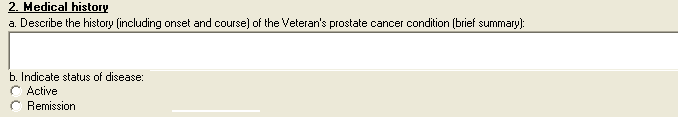 2. Medical history
a. Describe the history (including onset and course) of the Veteran's prostate cancer condition (brief summary):
b. Indicate status of disease:
Active
Remission